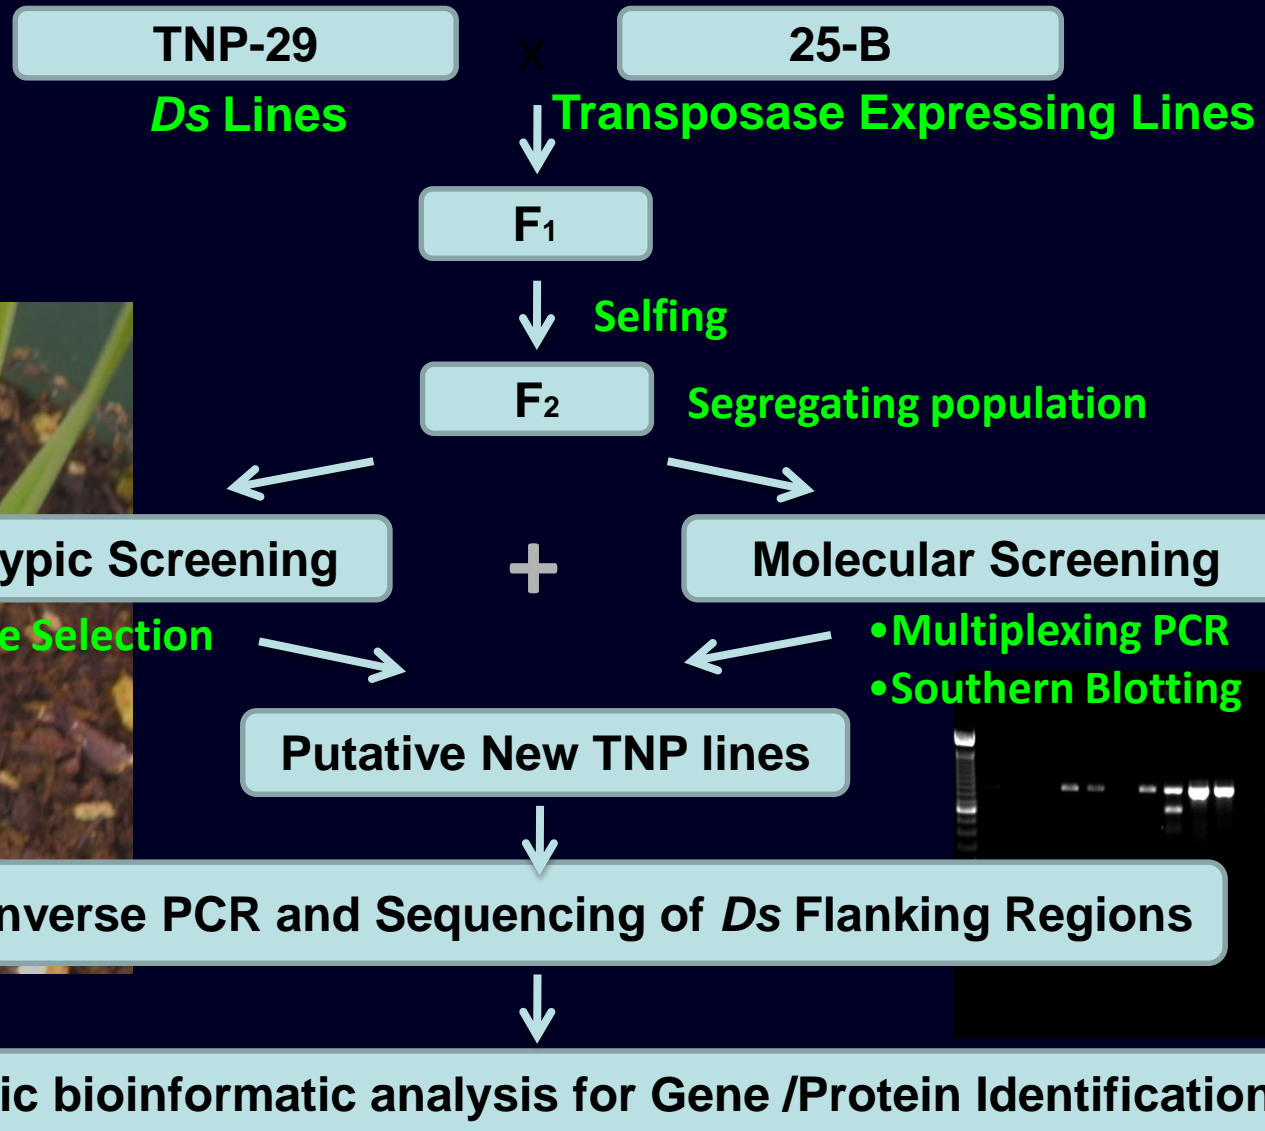 TNP-29 x 25-B
Ds Lines
Transposase Expressing Lines
F1
Selfing
F2
Segregating population
ypic Screening + Molecular Screening
e Selection
•Multiplexing PCR
•Southern Blotting
Putative New TNP lines
nverse PCR and Sequencing of Ds Flanking Regions
ic bioinformatic analysis for Gene /Protein Identification